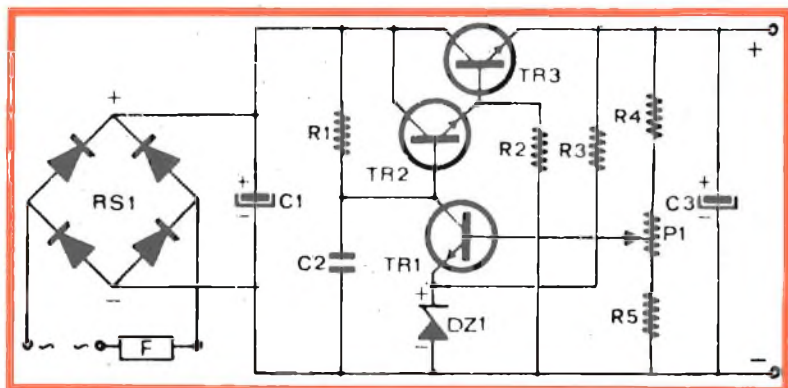 +
RS1
−
~ ~
F
+
−
C1
R1
C2
TR2
TR3
TR1
+
DZ1
−
R2
R3
R4
P1
R5
+
−
C3
+
−